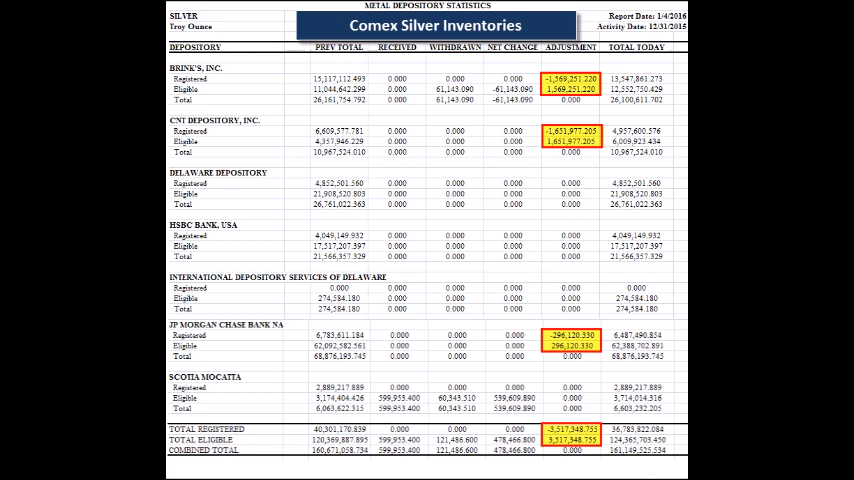 METAL DEPOSITORY STATISTICS
SILVER Report Date: 1/4/2016
Troy Ounce Activity Date: 12/31/2015
Comex Silver Inventories
DEPOSITORY PREV TOTAL RECEIVED WITHDRAWN NET CHANGE ADJUSTMENT TOTAL TODAY
BRINK'S, INC.
Registered 15,117,112.493 0.000 0.000 0.000 -1,569,251.220 13,547,861.273
Eligible 11,044,642.299 0.000 61,143.090 -61,143.090 1,569,251.220 12,552,750.429
Total 26,161,754.792 0.000 61,143.090 -61,143.090 0.000 26,100,611.702
CNT DEPOSITORY, INC.
Registered 6,609,577.781 0.000 0.000 0.000 -1,651,977.205 4,957,600.576
Eligible 4,357,946.229 0.000 0.000 0.000 1,651,977.205 6,009,923.434
Total 10,967,524.010 0.000 0.000 0.000 0.000 10,967,524.010
DELAWARE DEPOSITORY
Registered 4,852,501.560 0.000 0.000 0.000 0.000 4,852,501.560
Eligible 21,908,520.803 0.000 0.000 0.000 0.000 21,908,520.803
Total 26,761,022.363 0.000 0.000 0.000 0.000 26,761,022.363
HSBC BANK, USA
Registered 4,049,149.932 0.000 0.000 0.000 0.000 4,049,149.932
Eligible 17,517,207.397 0.000 0.000 0.000 0.000 17,517,207.397
Total 21,566,357.329 0.000 0.000 0.000 0.000 21,566,357.329
INTERNATIONAL DEPOSITORY SERVICES OF DELAWARE
Registered 0.000 0.000 0.000 0.000 0.000 0.000
Eligible 274,584.180 0.000 0.000 0.000 0.000 274,584.180
Total 274,584.180 0.000 0.000 0.000 0.000 274,584.180
JP MORGAN CHASE BANK NA
Registered 6,783,611.184 0.000 0.000 0.000 -296,120.330 6,487,490.854
Eligible 62,092,582.561 0.000 0.000 0.000 296,120.330 62,388,702.891
Total 68,876,193.745 0.000 0.000 0.000 0.000 68,876,193.745
SCOTIA MOCATTA
Registered 2,889,217.889 0.000 0.000 0.000 0.000 2,889,217.889
Eligible 3,174,404.426 599,953.400 60,343.510 539,609.890 0.000 3,714,014.316
Total 6,063,622.315 599,953.400 60,343.510 539,609.890 0.000 6,603,232.205
TOTAL REGISTERED 40,301,170.839 0.000 0.000 0.000 -3,517,348.755 36,783,822.084
TOTAL ELIGIBLE 120,369,887.895 599,953.400 121,486.600 478,466.800 3,517,348.755 124,365,703.450
COMBINED TOTAL 160,671,058.734 599,953.400 121,486.600 478,466.800 0.000 161,149,525.534